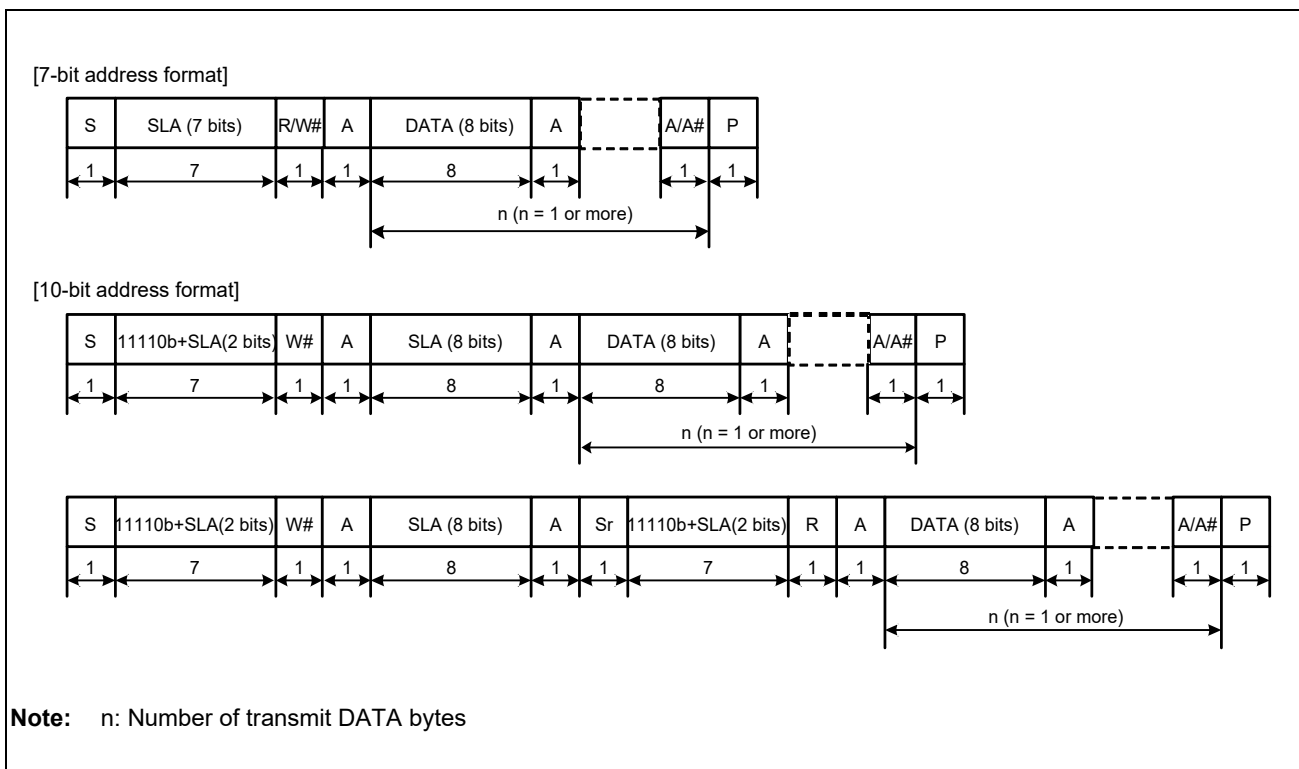 [7-bit address format]
S SLA (7 bits) R/W# A DATA (8 bits) A A/A# P
1 7 1 1 8 1 1 1
n (n = 1 or more)
[10-bit address format]
S 11110b+SLA(2 bits) W# A SLA (8 bits) A DATA (8 bits) A A/A# P
1 7 1 1 8 1 8 1 1 1
n (n = 1 or more)
S 11110b+SLA(2 bits) W# A SLA (8 bits) A Sr 11110b+SLA(2 bits) R A DATA (8 bits) A A/A# P
1 7 1 1 8 1 1 7 1 1 8 1 1 1
n (n = 1 or more)
Note: n: Number of transmit DATA bytes